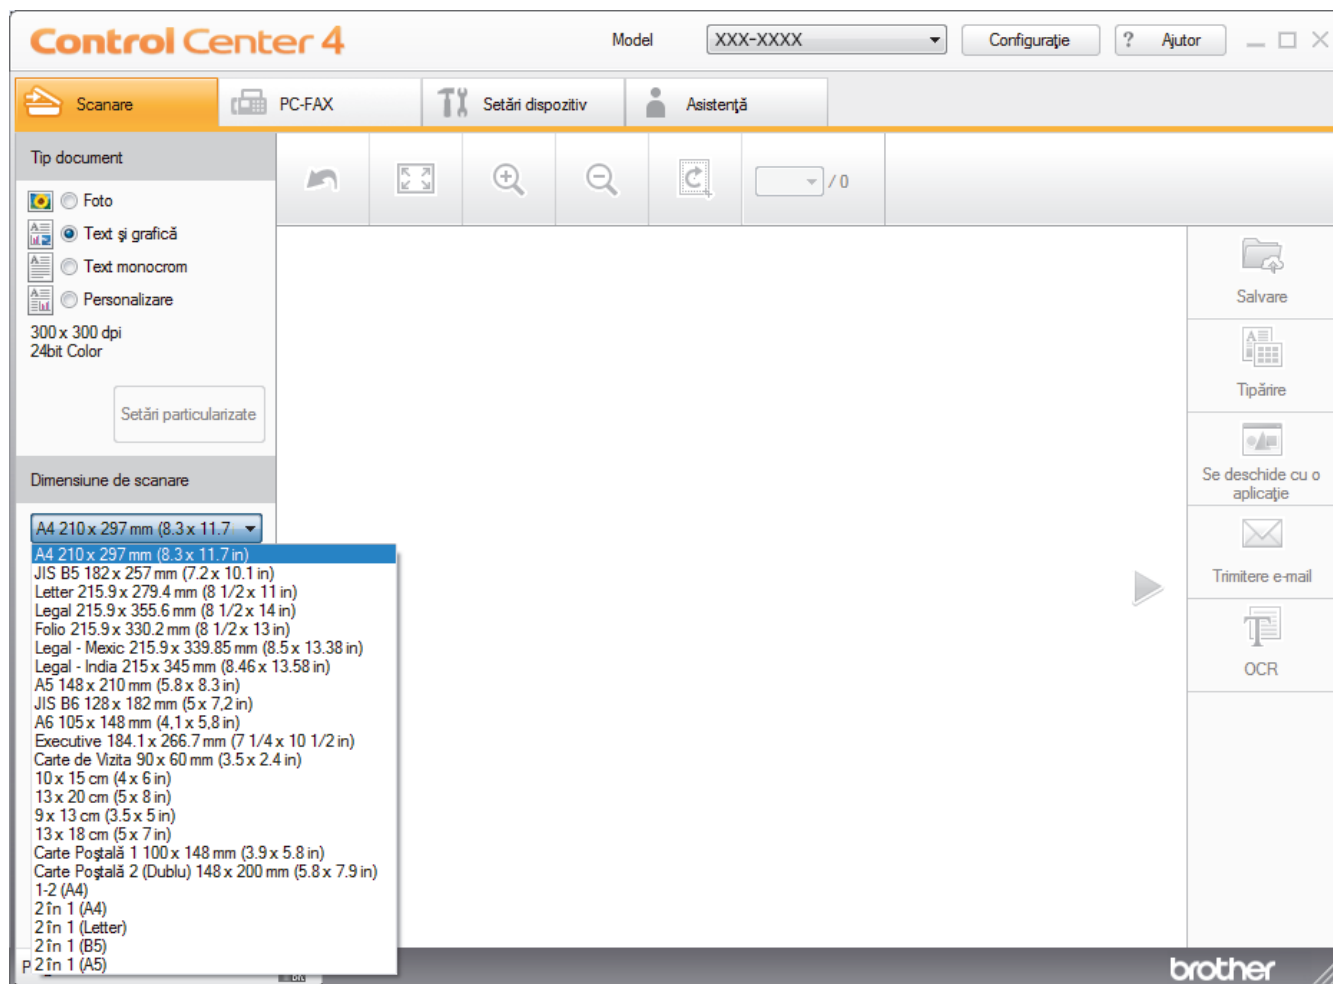 Control Center 4
Model
XXX-XXXX
Configuraţie
?
Ajutor
Scanare
PC-FAX
Setări dispozitiv
Asistenţă
Tip document
Foto
Text şi grafică
Text monocrom
Personalizare
300 x 300 dpi
24bit Color
Setări particularizate
/ 0
Dimensiune de scanare
A4 210 x 297 mm (8.3 x 11.7
A4 210 x 297 mm (8.3 x 11.7 in)
JIS B5 182 x 257 mm (7.2 x 10.1 in)
Letter 215.9 x 279.4 mm (8 1/2 x 11 in)
Legal 215.9 x 355.6 mm (8 1/2 x 14 in)
Folio 215.9 x 330.2 mm (8 1/2 x 13 in)
Legal - Mexic 215.9 x 339.85 mm (8.5 x 13.38 in)
Legal - India 215 x 345 mm (8.46 x 13.58 in)
A5 148 x 210 mm (5.8 x 8.3 in)
JIS B6 128 x 182 mm (5 x 7,2 in)
A6 105 x 148 mm (4,1 x 5,8 in)
Executive 184.1 x 266.7 mm (7 1/4 x 10 1/2 in)
Carte de Vizita 90 x 60 mm (3.5 x 2.4 in)
10 x 15 cm (4 x 6 in)
13 x 20 cm (5 x 8 in)
9 x 13 cm (3.5 x 5 in)
13 x 18 cm (5 x 7 in)
Carte Poştală 1 100 x 148 mm (3.9 x 5.8 in)
Carte Poştală 2 (Dublu) 148 x 200 mm (5.8 x 7.9 in)
1-2 (A4)
2 în 1 (A4)
2 în 1 (Letter)
2 în 1 (B5)
2 în 1 (A5)
Salvare
Tipărire
Se deschide cu o
aplicaţie
Trimitere e-mail
OCR
brother